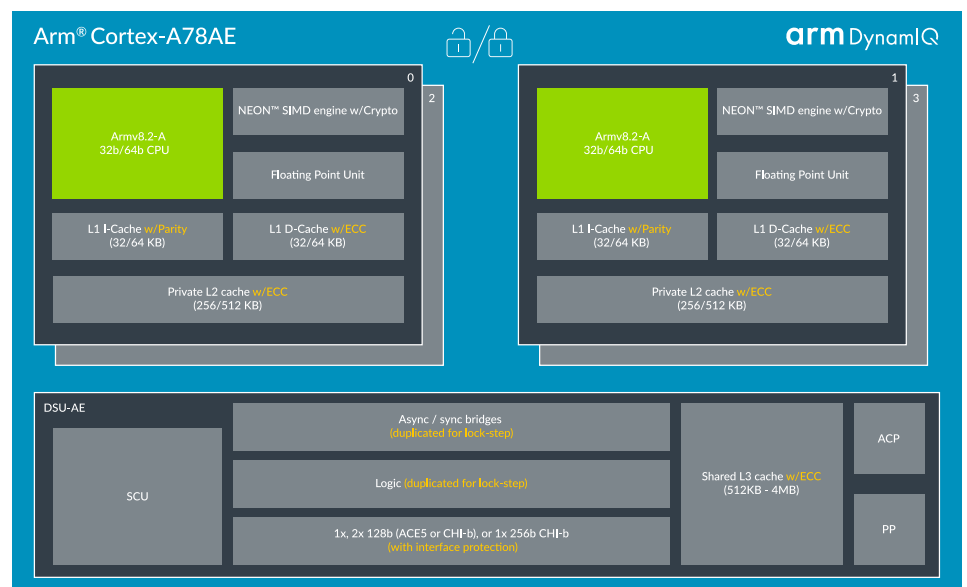 Arm® Cortex-A78AE
arm DynamIQ
0
2
Armv8.2-A
32b/64b CPU
NEON™ SIMD engine w/Crypto
Floating Point Unit
L1 I-Cache w/Parity
(32/64 KB)
L1 D-Cache w/ECC
(32/64 KB)
Private L2 cache w/ECC
(256/512 KB)
1
3
Armv8.2-A
32b/64b CPU
NEON™ SIMD engine w/Crypto
Floating Point Unit
L1 I-Cache w/Parity
(32/64 KB)
L1 D-Cache w/ECC
(32/64 KB)
Private L2 cache w/ECC
(256/512 KB)
DSU-AE
SCU
Async / sync bridges
(duplicated for lock-step)
Logic (duplicated for lock-step)
1x, 2x 128b (ACE5 or CHI-b), or 1x 256b CHI-b
(with interface protection)
Shared L3 cache w/ECC
(512KB - 4MB)
ACP
PP